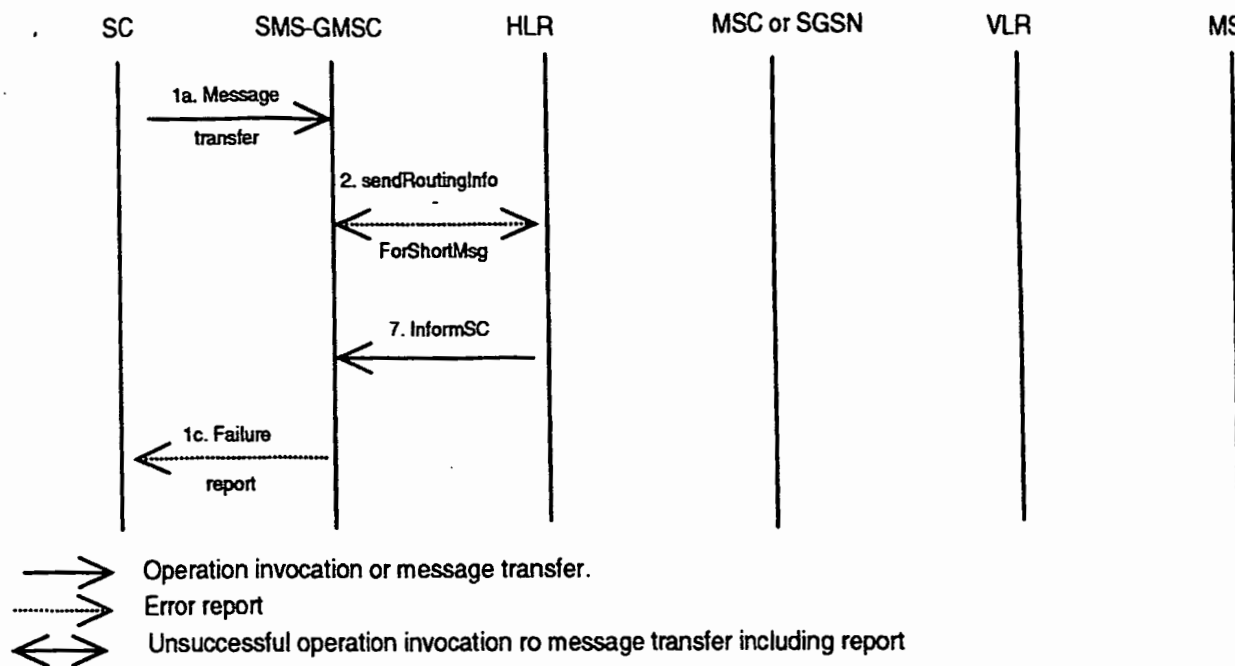 SC SMS-GMSC HLR MSC or SGSN VLR MS
1a. Message
transfer
2. sendRoutingInfo
ForShortMsg
7. InformSC
1c. Failure
report
Operation invocation or message transfer.
Error report
Unsuccessful operation invocation ro message transfer including report